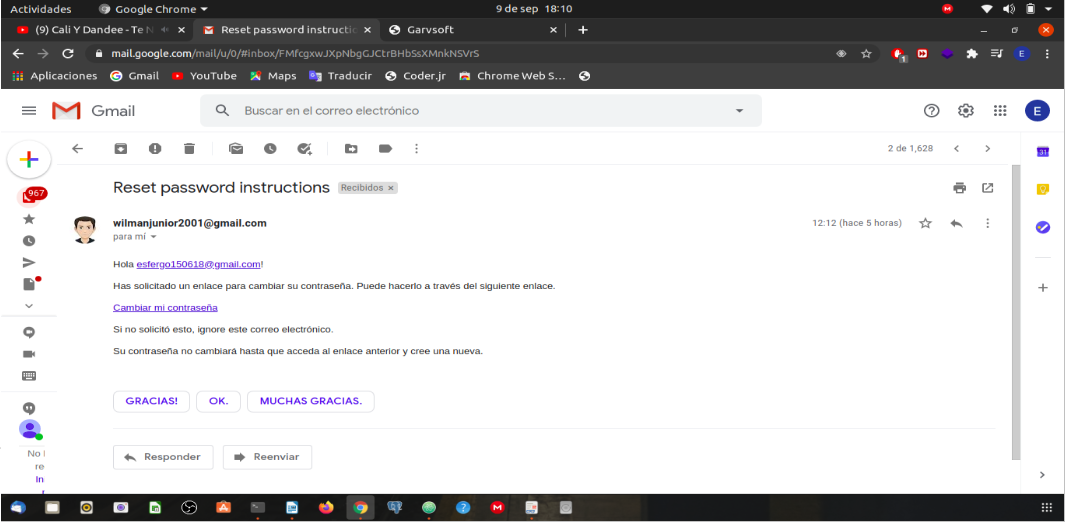 Actividades
Google Chrome
9 de sep 18:10
(9) Cali Y Dandee - Te N
Reset password instructio
Garvsoft
mail.google.com/mail/u/0/#inbox/FMfcgxwJXpNbgGJCtrBHbSsXMnkNSVrS
1
E
Aplicaciones
Gmail
YouTube
Maps
Traducir
Coder.jr
Chrome Web S...
Gmail
Buscar en el correo electrónico
E
2 de 1,628
31
967
Reset password instructions
Recibidos ×
wilmanjunior2001@gmail.com
12:12 (hace 5 horas)
para mí
Hola esfergo150618@gmail.com!
Has solicitado un enlace para cambiar su contraseña. Puede hacerlo a través del siguiente enlace.
Cambiar mi contraseña
Si no solicitó esto, ignore este correo electrónico.
Su contraseña no cambiará hasta que acceda al enlace anterior y cree una nueva.
GRACIAS!
OK.
MUCHAS GRACIAS.
Responder
Reenviar
No
re
In